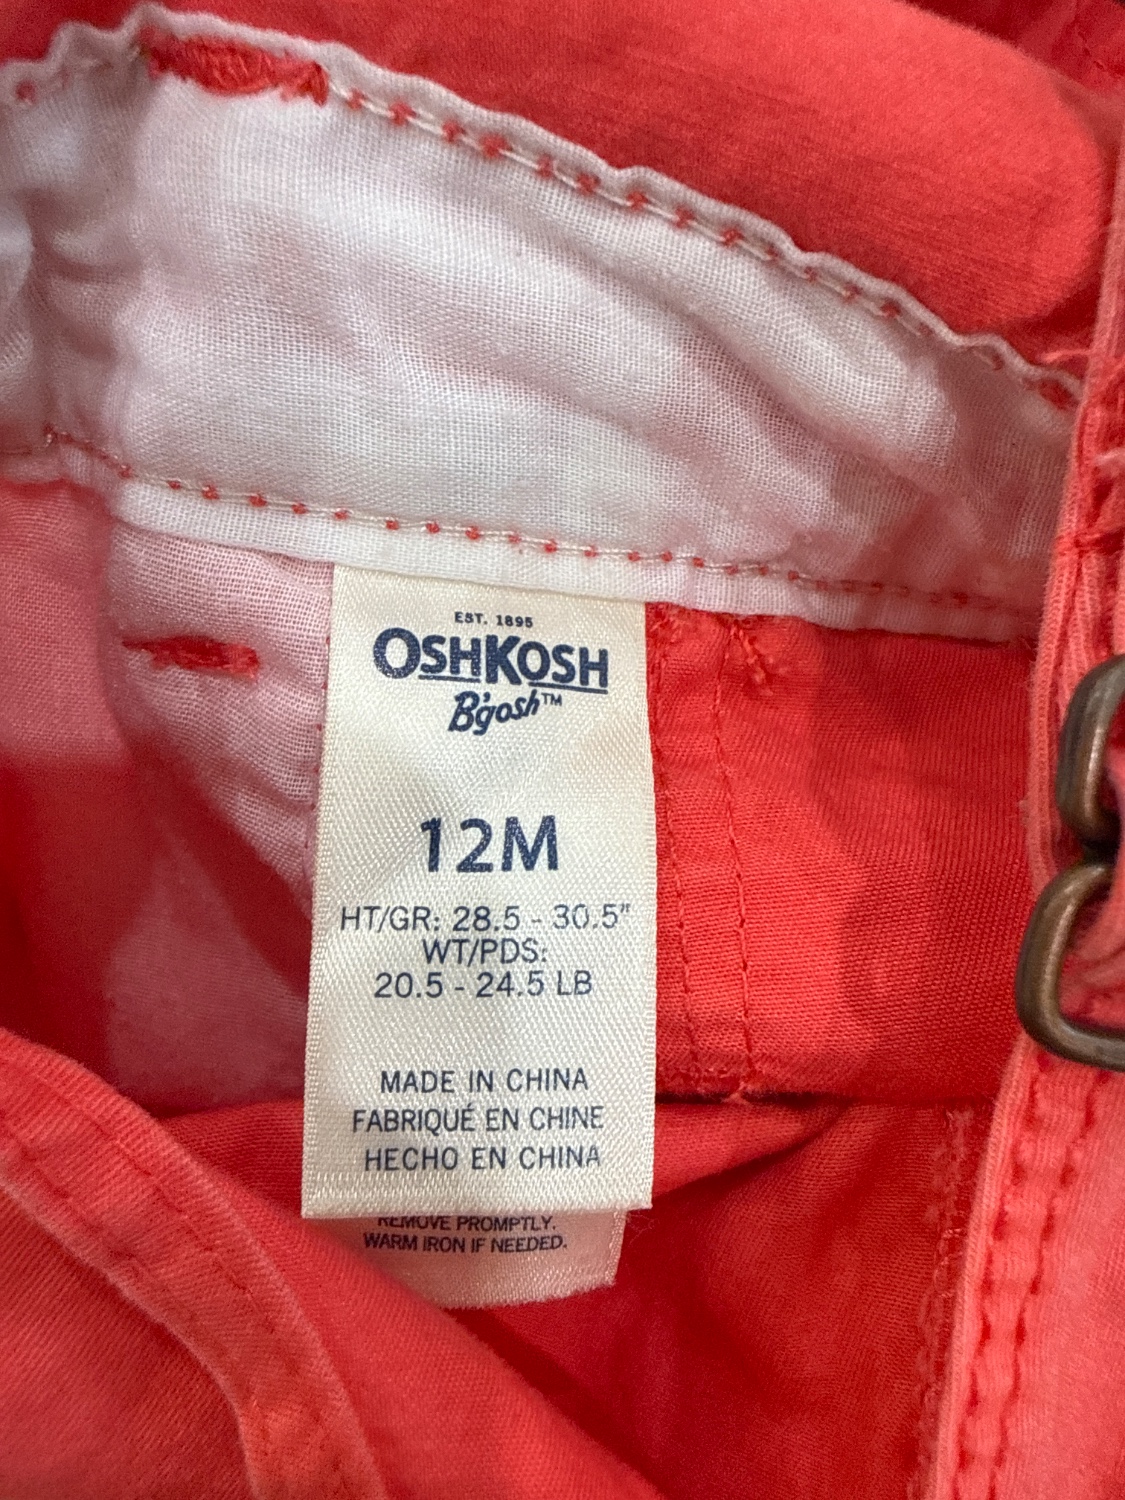 EST. 1895
OSHKOSH
B'gosh™
12M
HT/GR: 28.5 - 30.5"
WT/PDS:
20.5 - 24.5 LB
MADE IN CHINA
FABRIQUÉ EN CHINE
HECHO EN CHINA
REMOVE PROMPTLY.
WARM IRON IF NEEDED.